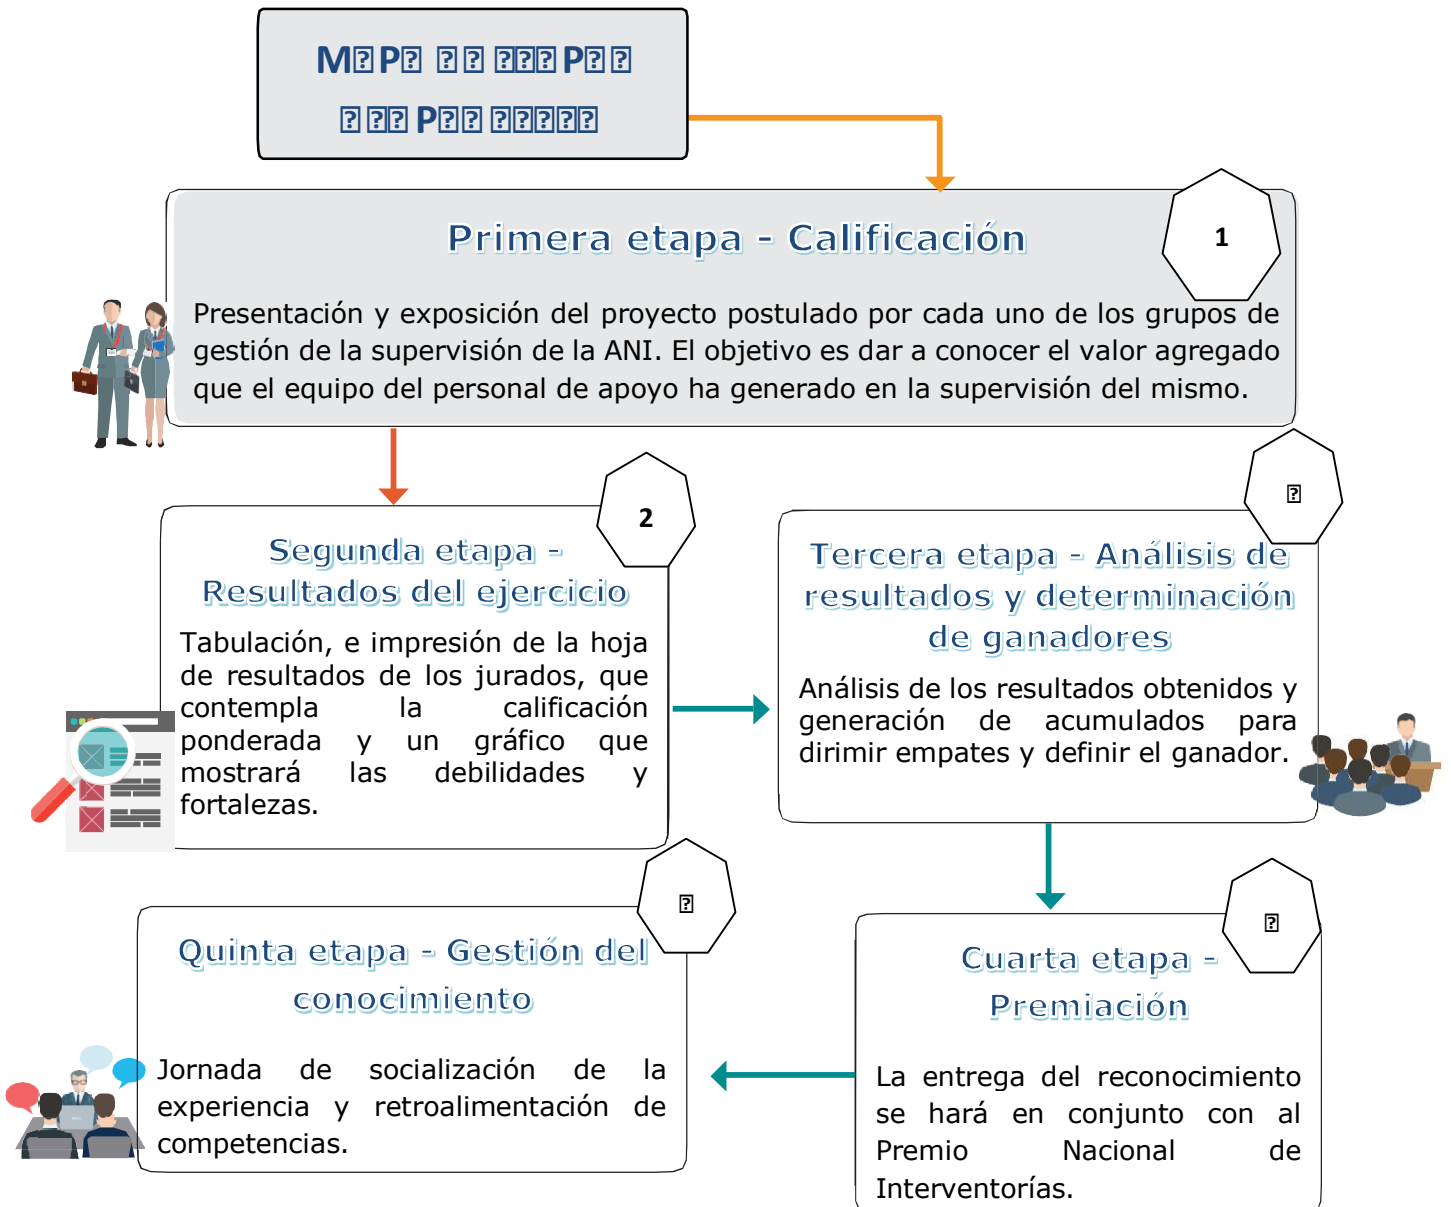 Primera etapa - Calificación
1
Presentación y exposición del proyecto postulado por cada uno de los grupos de
gestión de la supervisión de la ANI. El objetivo es dar a conocer el valor agregado
que el equipo del personal de apoyo ha generado en la supervisión del mismo.
2
Segunda etapa -
Resultados del ejercicio
Tabulación, e impresión de la hoja
de resultados de los jurados, que
contempla la calificación
ponderada y un gráfico que
mostrará las debilidades y
fortalezas.
Tercera etapa - Análisis de
resultados y determinación
de ganadores
Análisis de los resultados obtenidos y
generación de acumulados para
dirimir empates y definir el ganador.
Quinta etapa - Gestión del
conocimiento
Jornada de socialización de la
experiencia y retroalimentación de
competencias.
Cuarta etapa -
Premiación
La entrega del reconocimiento
se hará en conjunto con al
Premio Nacional de
Interventorías.